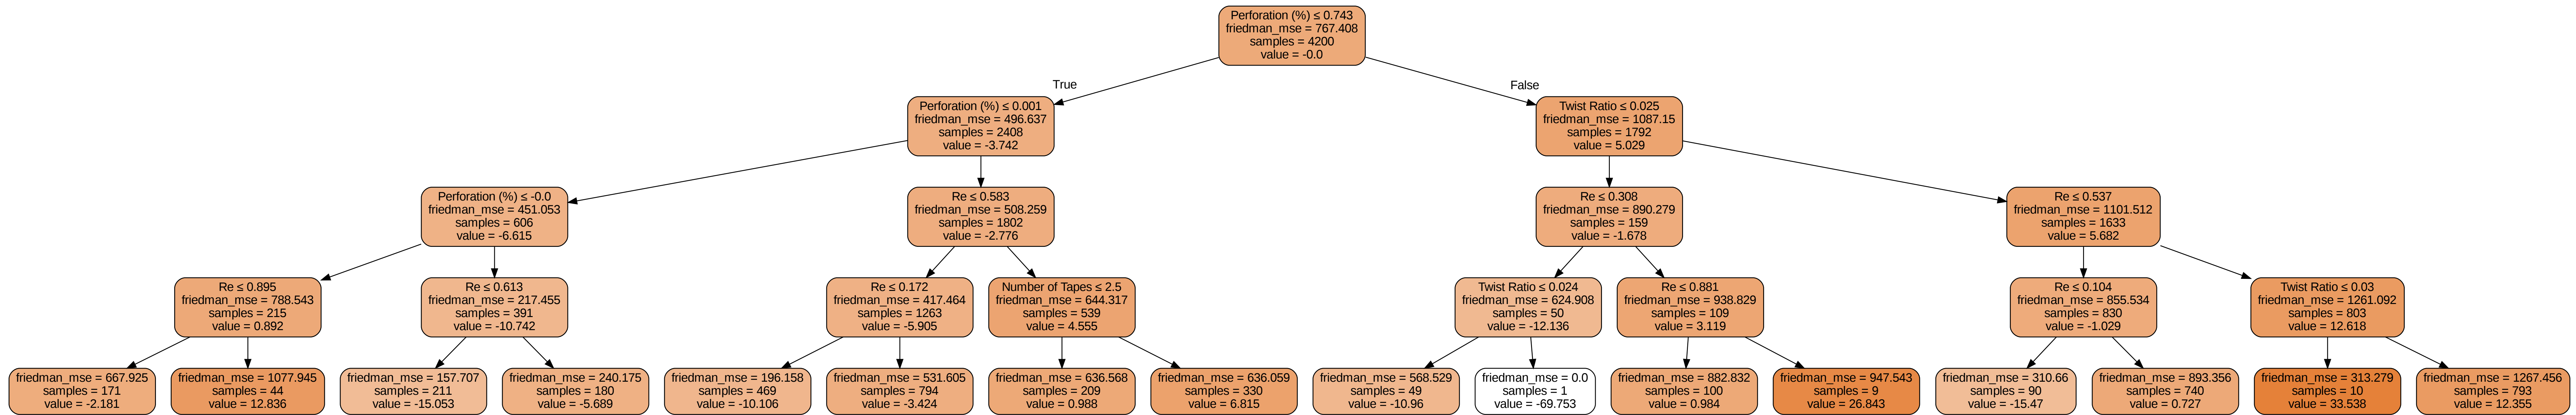 Perforation (%) ≤ 0.743
friedman_mse = 767.408
samples = 4200
value = -0.0
True
False
Perforation (%) ≤ 0.001
friedman_mse = 496.637
samples = 2408
value = -3.742
Twist Ratio ≤ 0.025
friedman_mse = 1087.15
samples = 1792
value = 5.029
Perforation (%) ≤ -0.0
friedman_mse = 451.053
samples = 606
value = -6.615
Re ≤ 0.583
friedman_mse = 508.259
samples = 1802
value = -2.776
Re ≤ 0.308
friedman_mse = 890.279
samples = 159
value = -1.678
Re ≤ 0.537
friedman_mse = 1101.512
samples = 1633
value = 5.682
Re ≤ 0.895
friedman_mse = 788.543
samples = 215
value = 0.892
Re ≤ 0.613
friedman_mse = 217.455
samples = 391
value = -10.742
Re ≤ 0.172
friedman_mse = 417.464
samples = 1263
value = -5.905
Number of Tapes ≤ 2.5
friedman_mse = 644.317
samples = 539
value = 4.555
Twist Ratio ≤ 0.024
friedman_mse = 624.908
samples = 50
value = -12.136
Re ≤ 0.881
friedman_mse = 938.829
samples = 109
value = 3.119
Re ≤ 0.104
friedman_mse = 855.534
samples = 830
value = -1.029
Twist Ratio ≤ 0.03
friedman_mse = 1261.092
samples = 803
value = 12.618
friedman_mse = 667.925
samples = 171
value = -2.181
friedman_mse = 1077.945
samples = 44
value = 12.836
friedman_mse = 157.707
samples = 211
value = -15.053
friedman_mse = 240.175
samples = 180
value = -5.689
friedman_mse = 196.158
samples = 469
value = -10.106
friedman_mse = 531.605
samples = 794
value = -3.424
friedman_mse = 636.568
samples = 209
value = 0.988
friedman_mse = 636.059
samples = 330
value = 6.815
friedman_mse = 568.529
samples = 49
value = -10.96
friedman_mse = 0.0
samples = 1
value = -69.753
friedman_mse = 882.832
samples = 100
value = 0.984
friedman_mse = 947.543
samples = 9
value = 26.843
friedman_mse = 310.66
samples = 90
value = -15.47
friedman_mse = 893.356
samples = 740
value = 0.727
friedman_mse = 313.279
samples = 10
value = 33.538
friedman_mse = 1267.456
samples = 793
value = 12.355